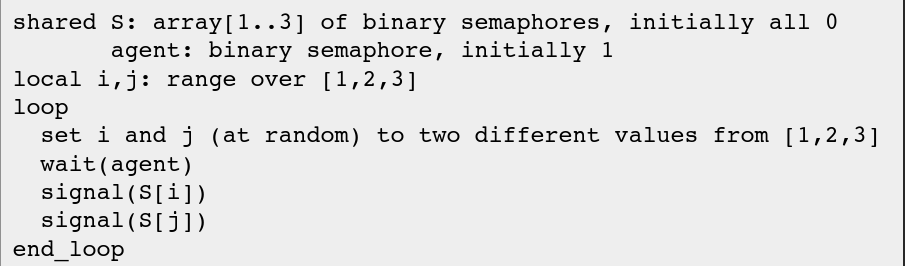 shared S: array[1..3] of binary semaphores, initially all 0
       agent: binary semaphore, initially 1
local i,j: range over [1,2,3]
loop
  set i and j (at random) to two different values from [1,2,3]
  wait(agent)
  signal(S[i])
  signal(S[j])
end_loop